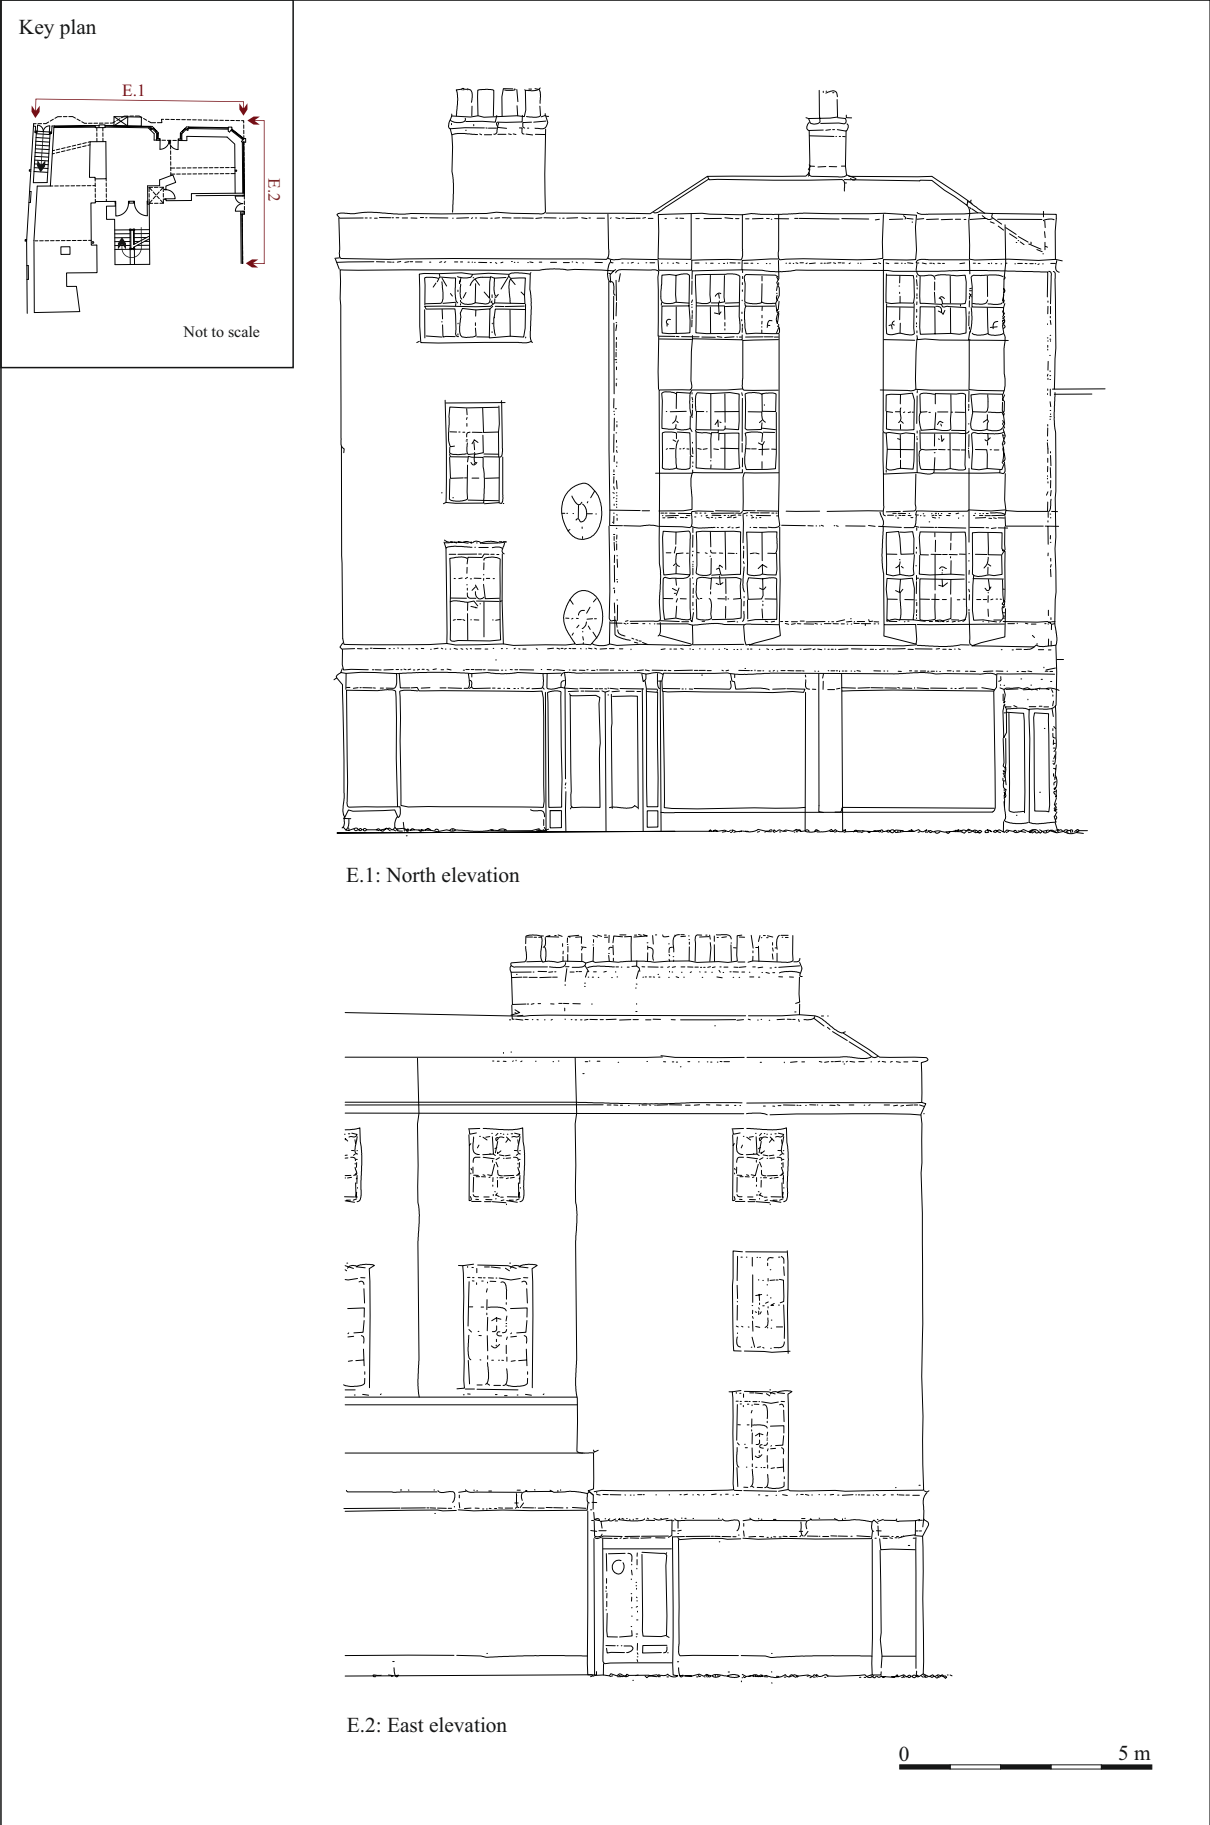 Key plan
E.1
E.2
Not to scale
E.1: North elevation
E.2: East elevation
0 5 m